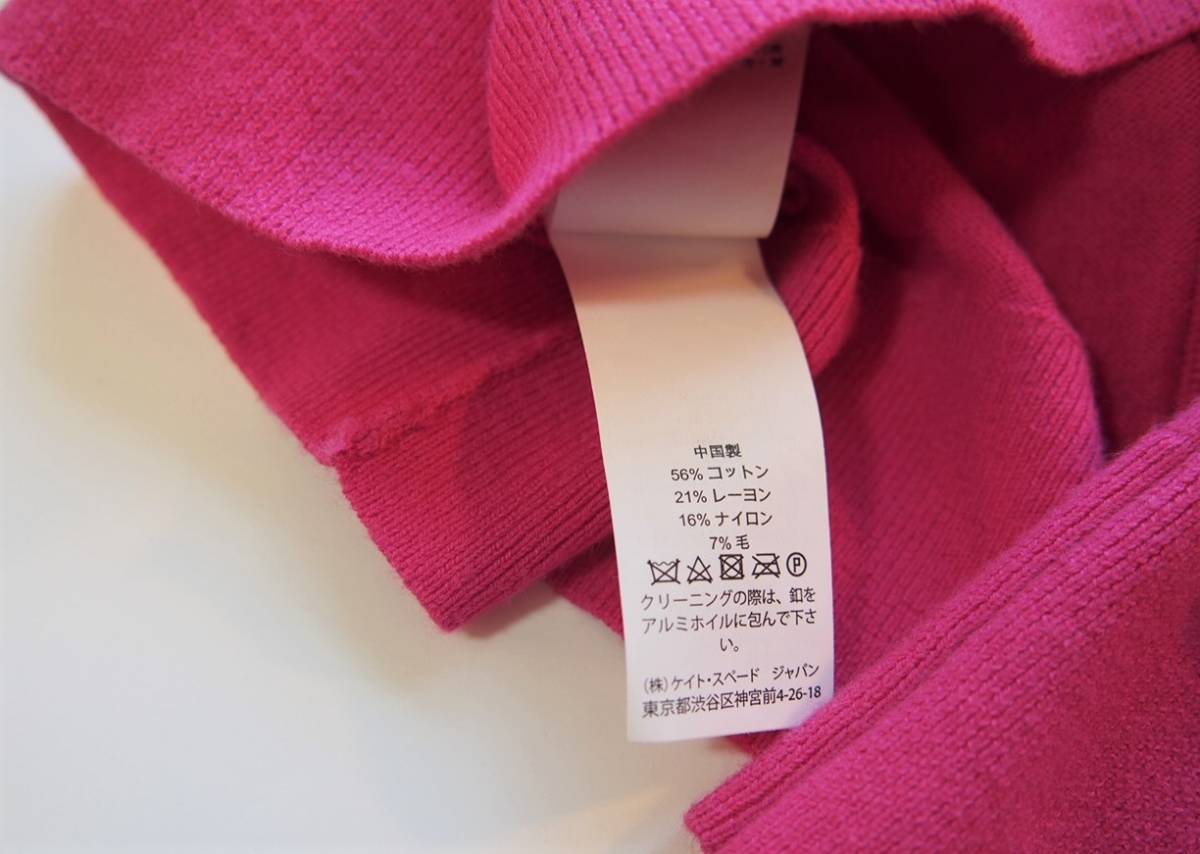 中国製
56% コットン
21% レーヨン
16% ナイロン
7% 毛
P
クリーニングの際は、釦を
アルミホイルに包んで下さ
い。
(株)ケイト・スペード ジャパン
東京都渋谷区神宮前4-26-18